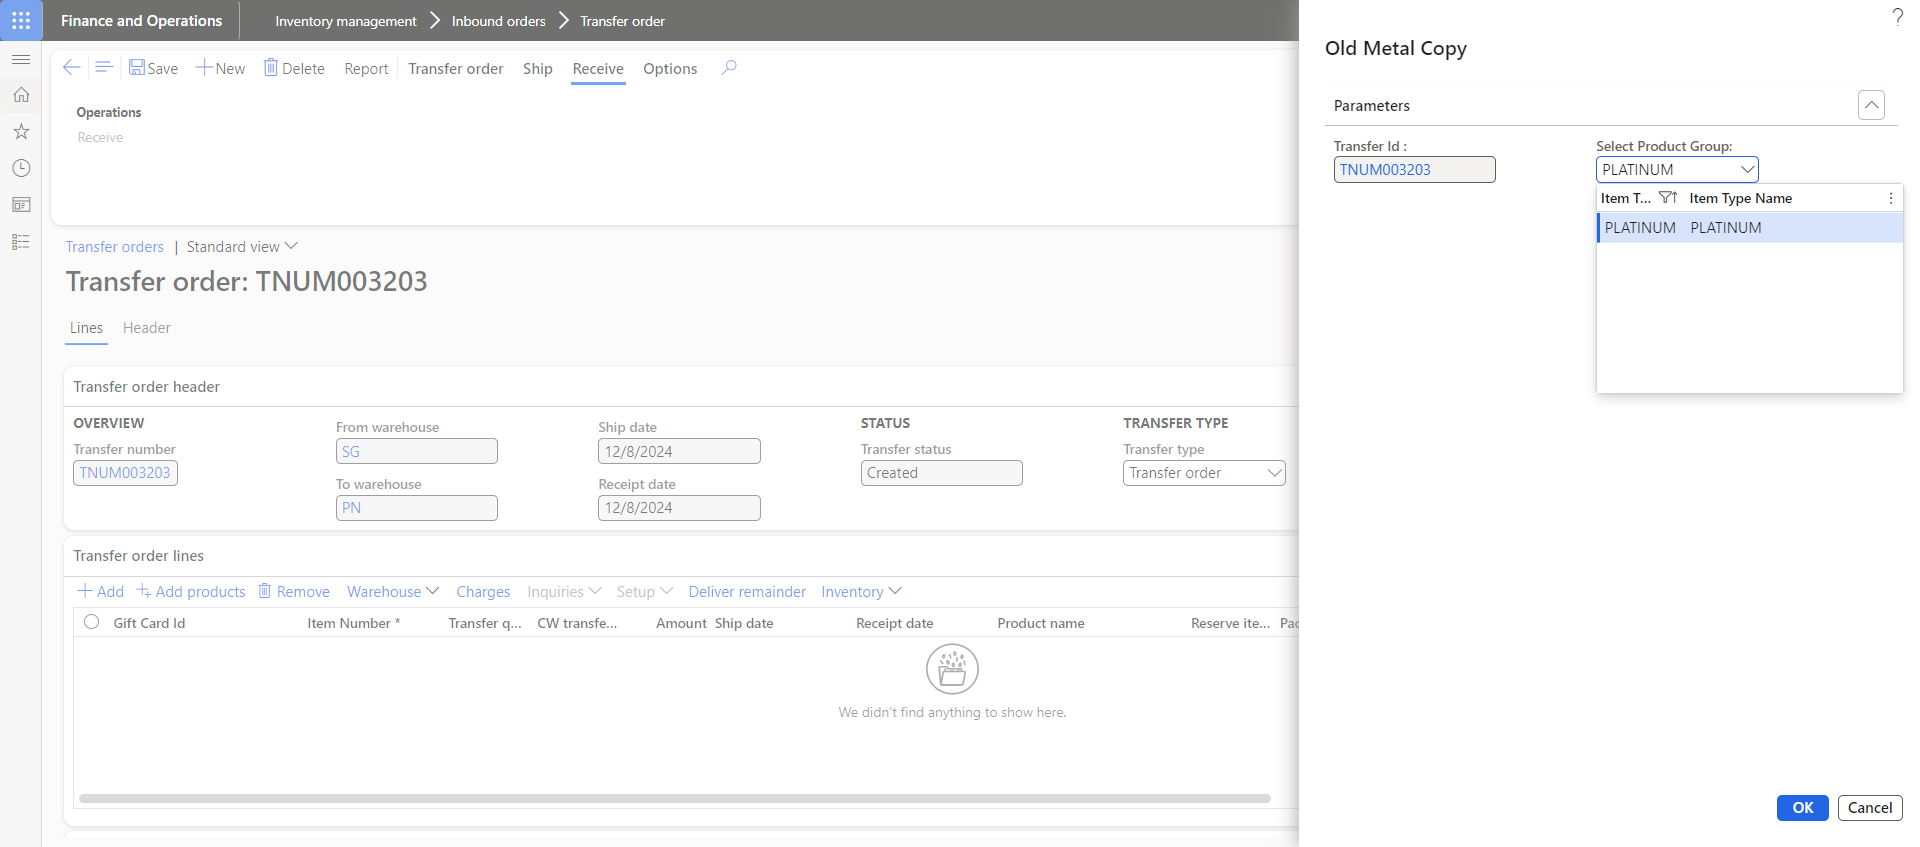 Finance and Operations
Inventory management > Inbound orders > Transfer order
?
Save New Delete Report Transfer order Ship Receive Options
Operations
Receive
Transfer orders | Standard view
Transfer order: TNUM003203
Lines Header
Transfer order header
OVERVIEW
Transfer number
TNUM003203
From warehouse
SG
To warehouse
PN
Ship date
12/8/2024
Receipt date
12/8/2024
STATUS
Transfer status
Created
TRANSFER TYPE
Transfer type
Transfer order
Transfer order lines
Add Add products Remove Warehouse Charges Inquiries Setup Deliver remainder Inventory
Gift Card Id Item Number * Transfer q... CW transfe... Amount Ship date Receipt date Product name Reserve ite... Pac
We didn't find anything to show here.
Old Metal Copy
Parameters
Transfer Id :
TNUM003203
Select Product Group:
PLATINUM
Item T... Item Type Name
PLATINUM PLATINUM
OK Cancel